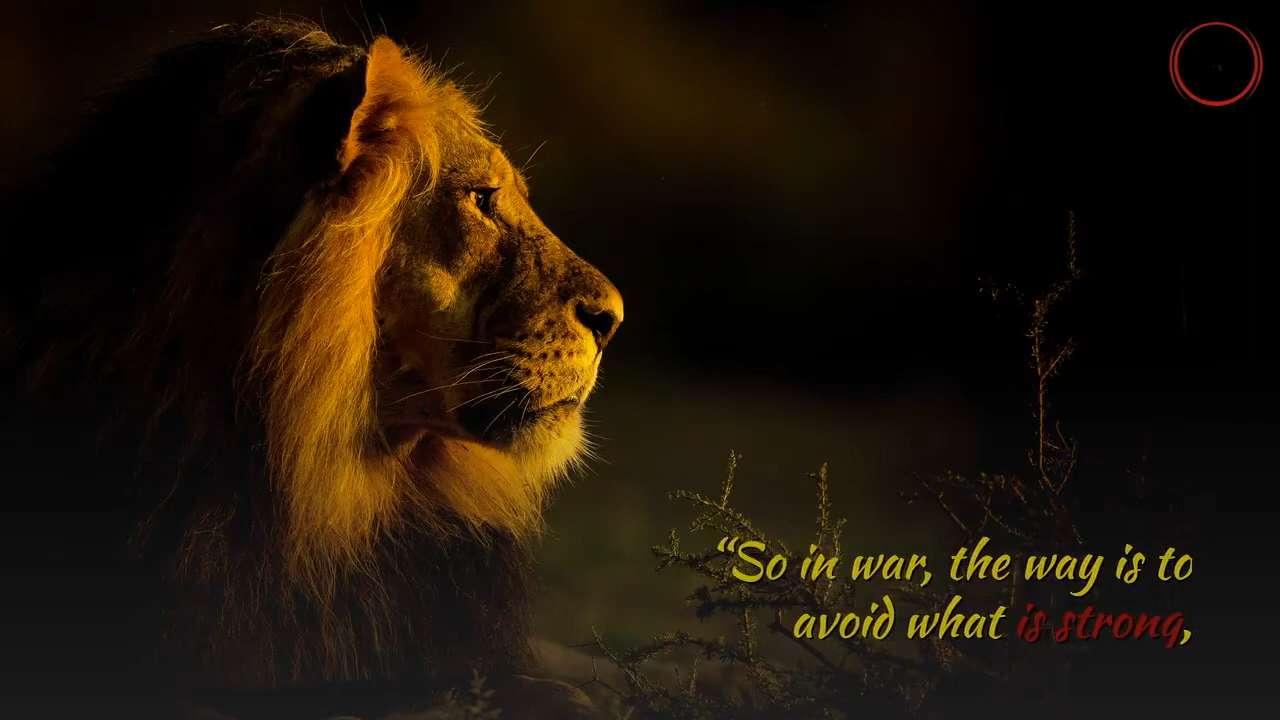 “So in war, the way is to
avoid what is strong,